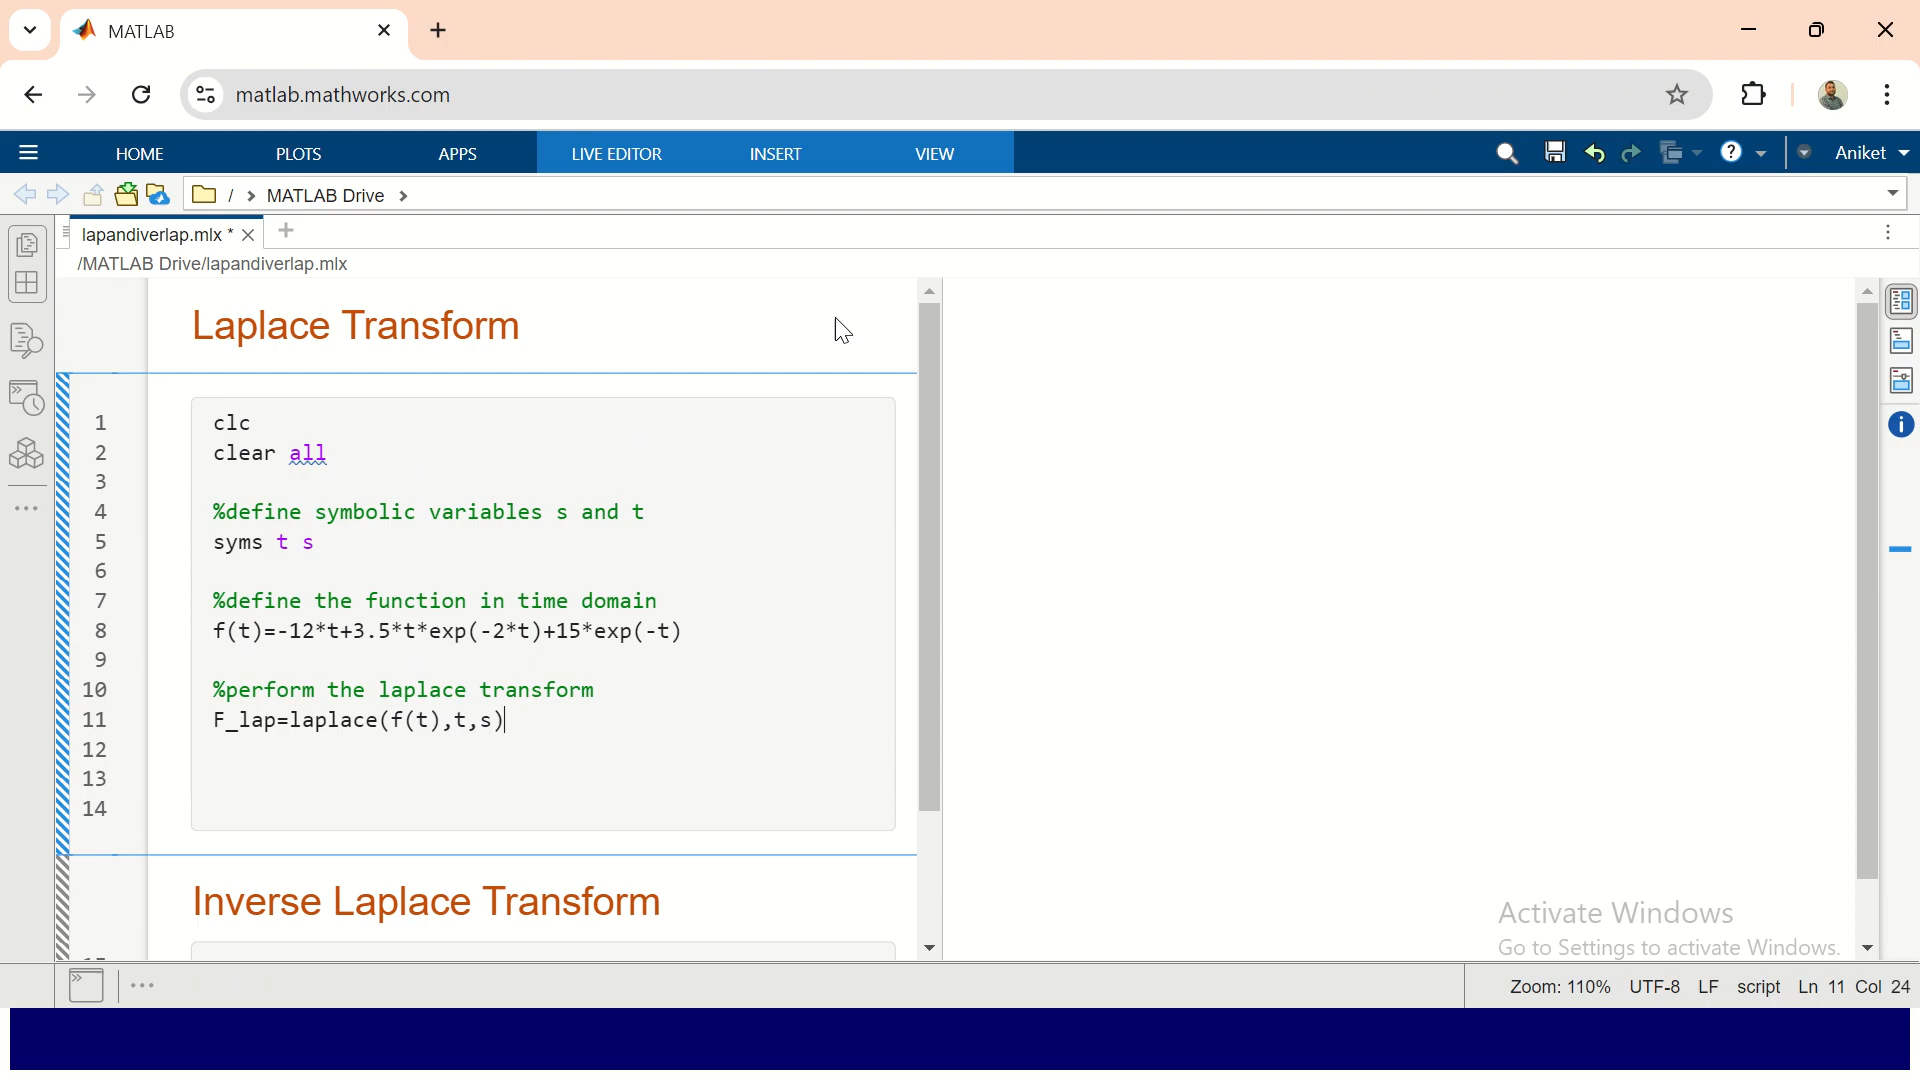 MATLAB
matlab.mathworks.com
HOME PLOTS APPS LIVE EDITOR INSERT VIEW Aniket
/ MATLAB Drive
lapandiverlap.mlx *
/MATLAB Drive/lapandiverlap.mlx
Laplace Transform
1 clc
2 clear all
3
4 %define symbolic variables s and t
5 syms t s
6
7 %define the function in time domain
8 f(t)=-12*t+3.5*t*exp(-2*t)+15*exp(-t)
9
10 %perform the laplace transform
11 F_lap=laplace(f(t),t,s)
12
13
14
Inverse Laplace Transform
Activate Windows
Go to Settings to activate Windows.
Zoom: 110% UTF-8 LF script Ln 11 Col 24